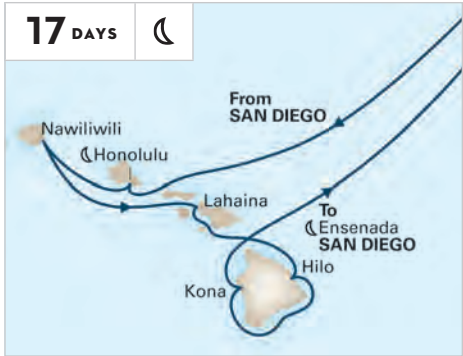 17 DAYS
From
SAN DIEGO
Nawiliwili
Honolulu
Lahaina
To
Ensenada
SAN DIEGO
Hilo
Kona